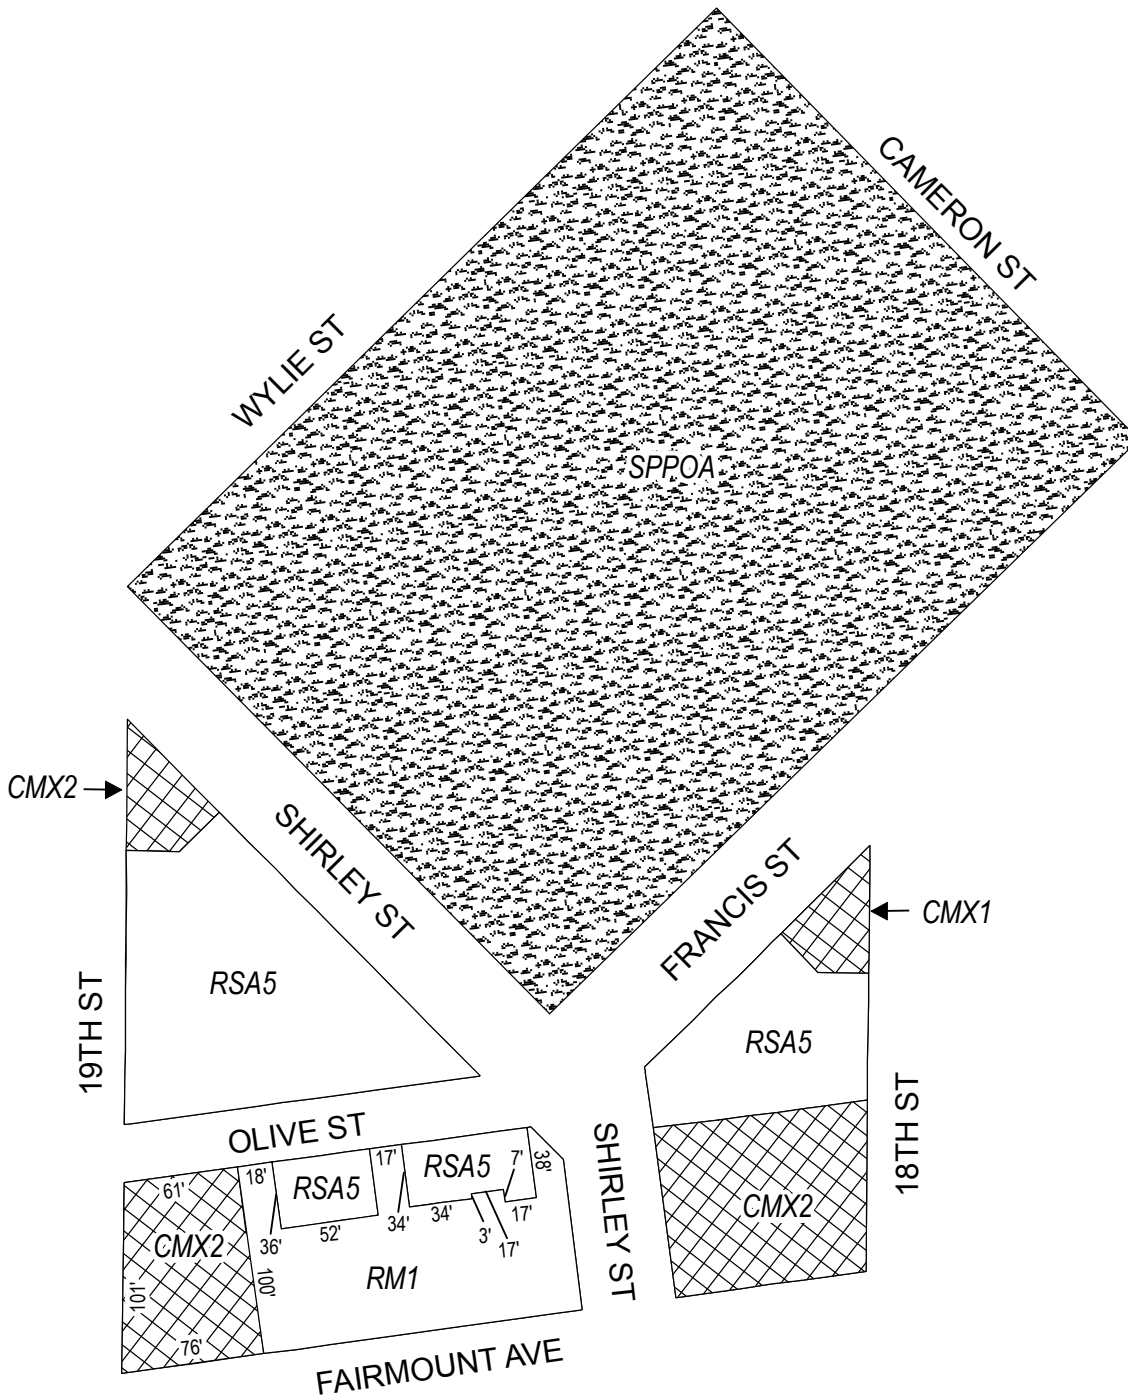 CAMERON ST
WYLIE ST
SPPOA
CMX2
SHIRLEY ST
FRANCIS ST
CMX1
RSA5
19TH ST
RSA5
18TH ST
OLIVE ST
SHIRLEY ST
61'
18'
RSA5
17'
RSA5
7'
38'
CMX2
36'
52'
34'
34'
3'
17'
17'
CMX2
101'
100'
RM1
76'
FAIRMOUNT AVE